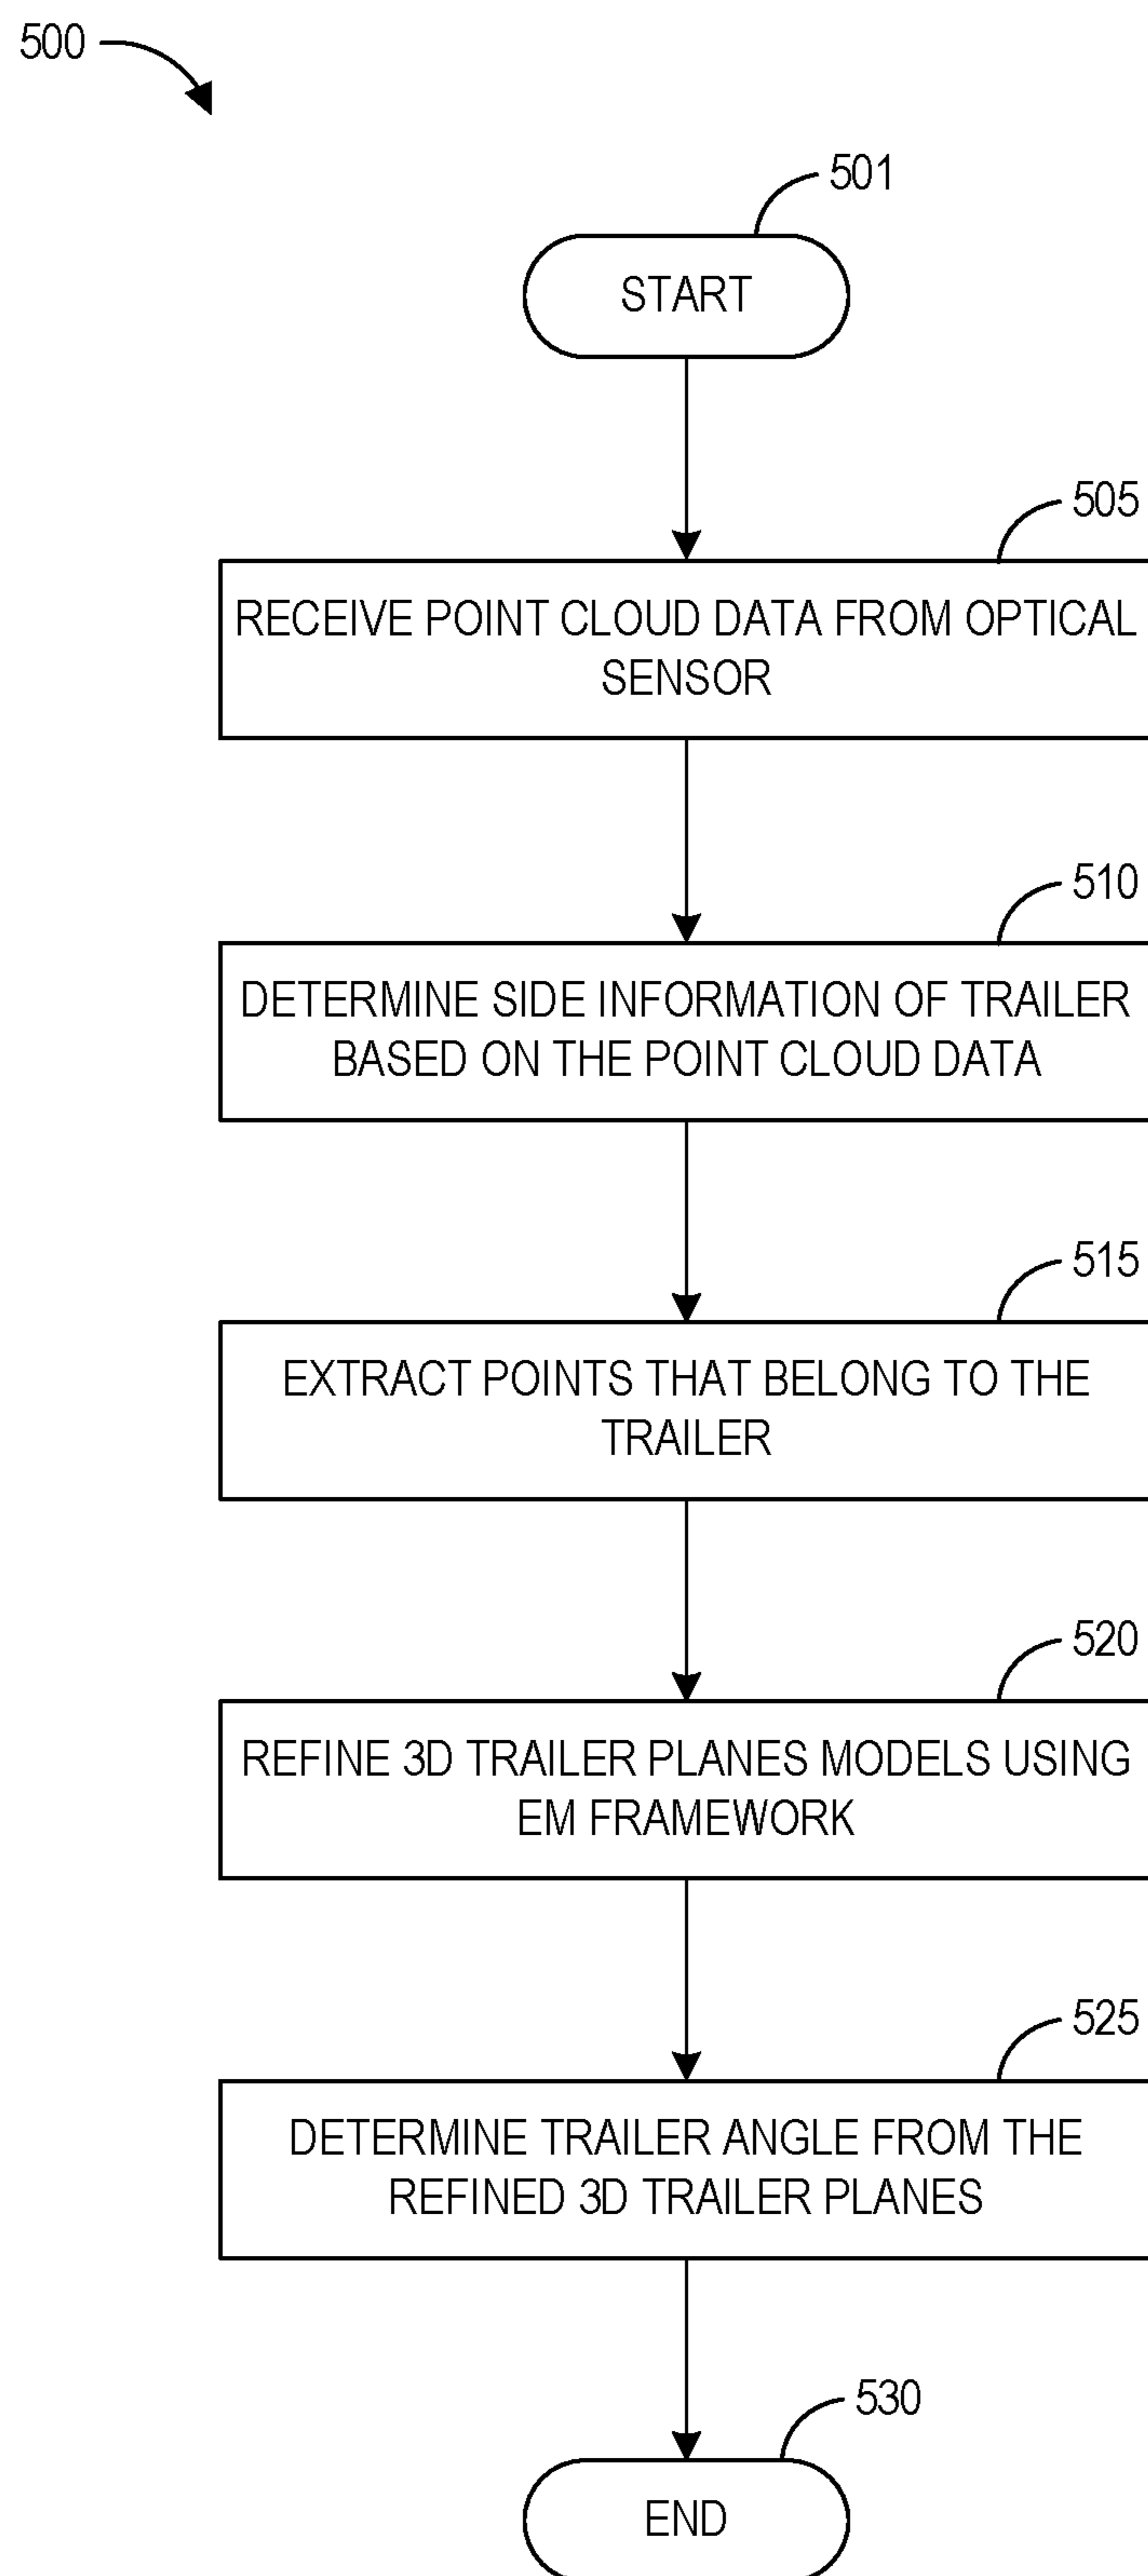 500
501
START
505
RECEIVE POINT CLOUD DATA FROM OPTICAL
SENSOR
510
DETERMINE SIDE INFORMATION OF TRAILER
BASED ON THE POINT CLOUD DATA
515
EXTRACT POINTS THAT BELONG TO THE
TRAILER
520
REFINE 3D TRAILER PLANES MODELS USING
EM FRAMEWORK
525
DETERMINE TRAILER ANGLE FROM THE
REFINED 3D TRAILER PLANES
530
END